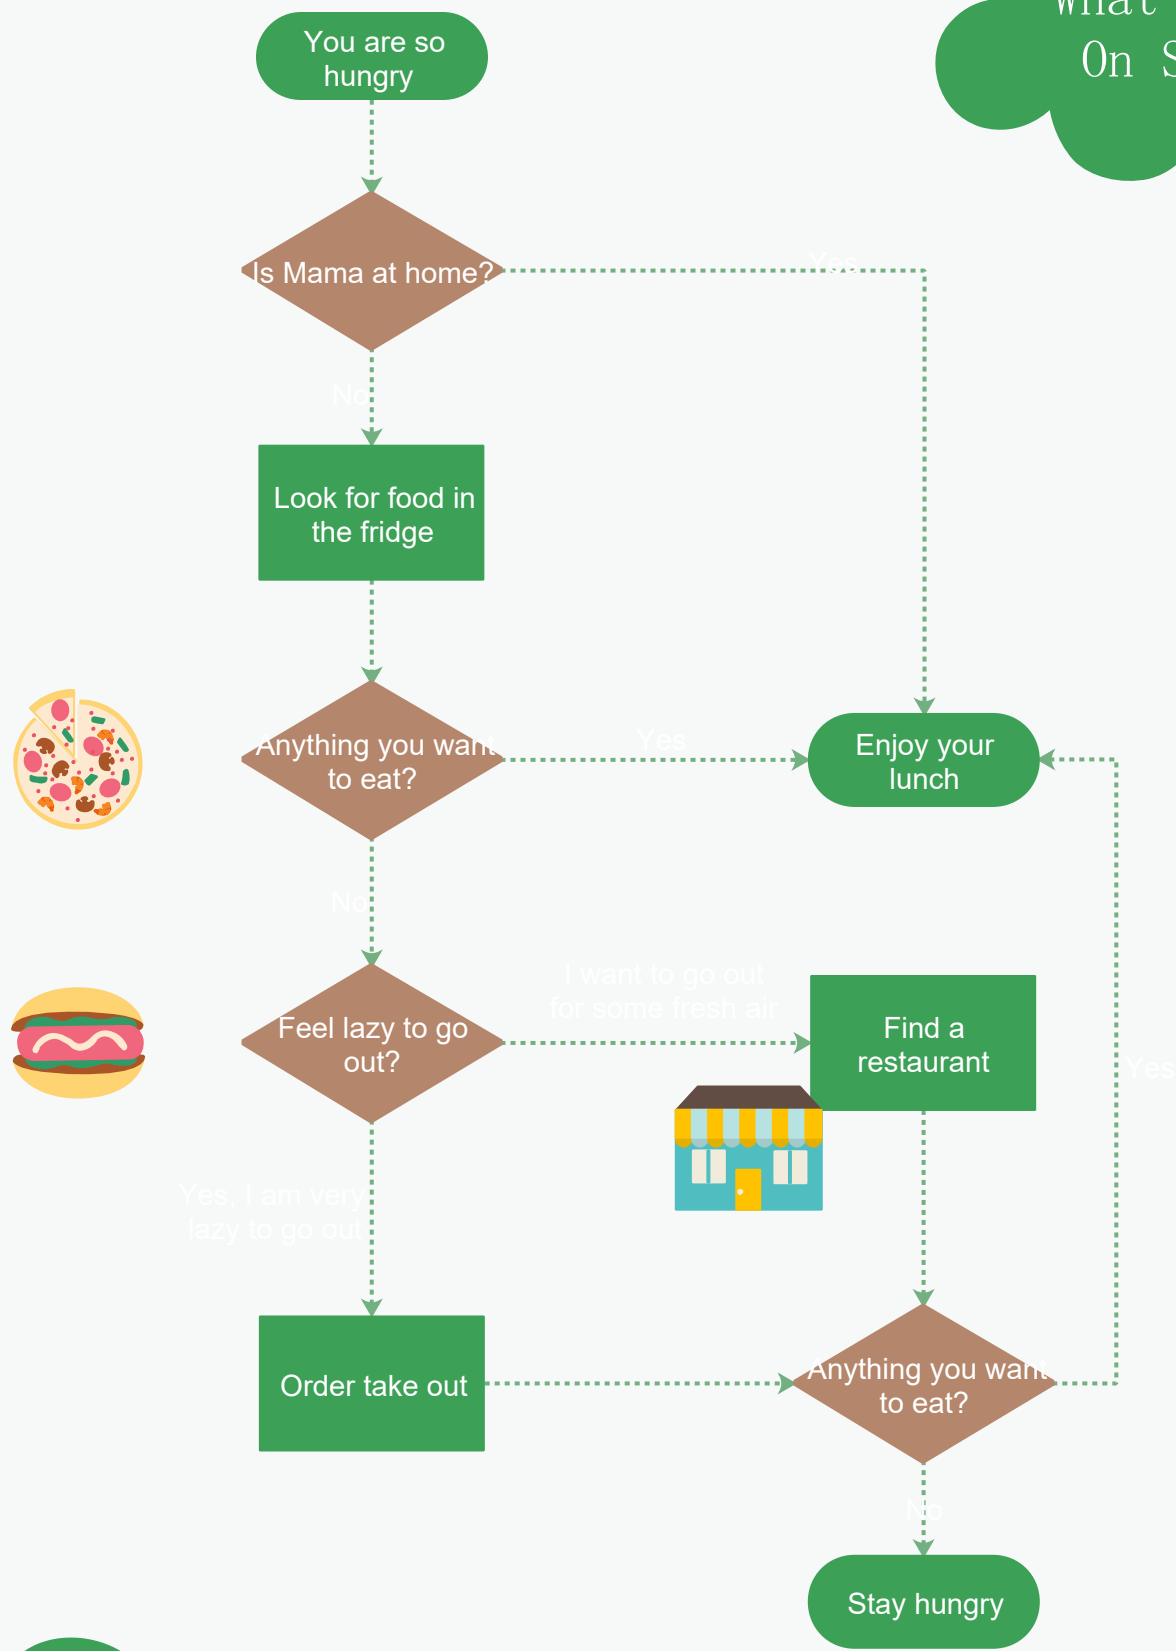 What
On S
You are so
hungry
Is Mama at home?
Yes
No
Look for food in
the fridge
Anything you want
to eat?
Yes
Enjoy your
lunch
No
I want to go out
for some fresh air
Feel lazy to go
out?
Find a
restaurant
Yes
Yes, I am very
lazy to go out
Order take out
Anything you want
to eat?
No
Stay hungry